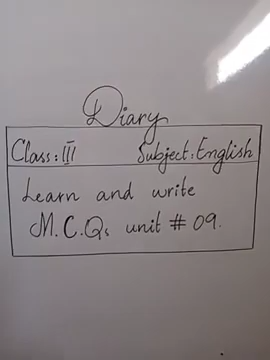 Diary
Class: III Subject: English
Learn and write
M.C.Qs unit # 09.